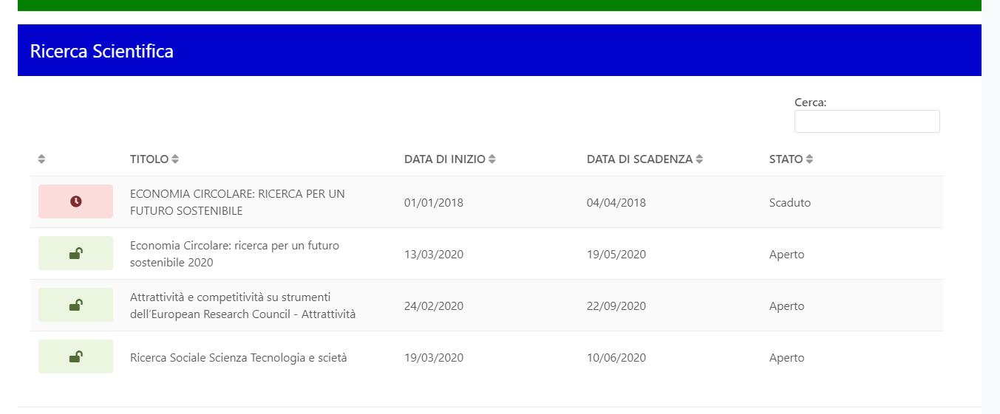 Ricerca Scientifica
Cerca:
TITOLO DATA DI INIZIO DATA DI SCADENZA STATO
ECONOMIA CIRCOLARE: RICERCA PER UN
FUTURO SOSTENIBILE
01/01/2018 04/04/2018 Scaduto
Economia Circolare: ricerca per un futuro
sostenibile 2020
13/03/2020 19/05/2020 Aperto
Attrattività e competitività su strumenti
dell’European Research Council - Attrattività
24/02/2020 22/09/2020 Aperto
Ricerca Sociale Scienza Tecnologia e scietà 19/03/2020 10/06/2020 Aperto